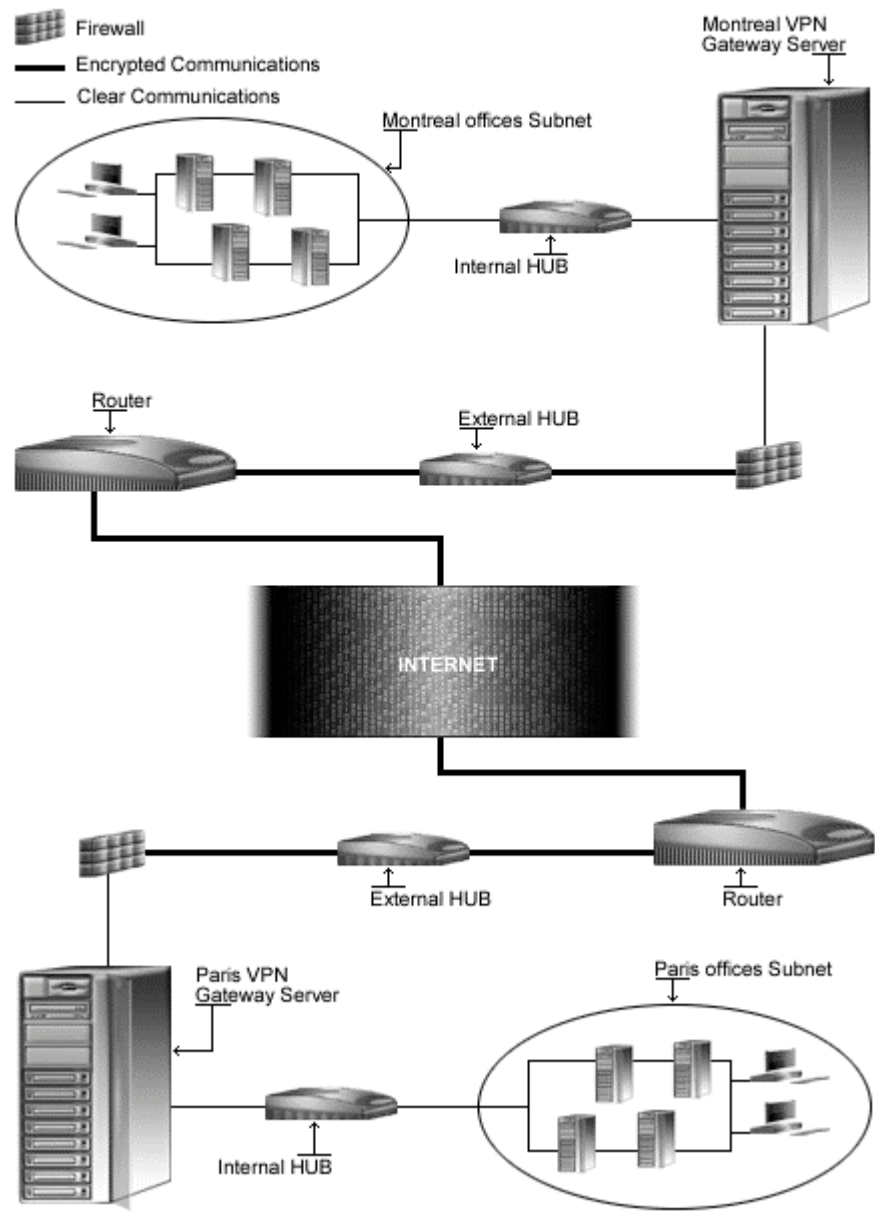 Firewall
Encrypted Communications
Clear Communications
Montreal VPN
Gateway Server
Montreal offices Subnet
Internal HUB
Router
External HUB
INTERNET
External HUB
Router
Paris VPN
Gateway Server
Paris offices Subnet
Internal HUB